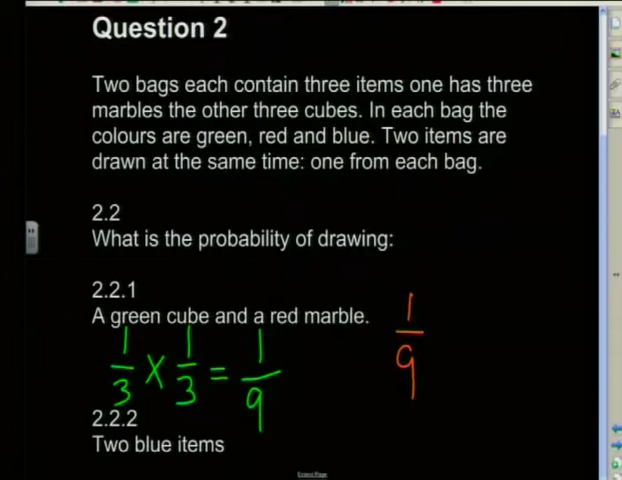 Question 2
Two bags each contain three items one has three
marbles the other three cubes. In each bag the
colours are green, red and blue. Two items are
drawn at the same time: one from each bag.
2.2
What is the probability of drawing:
2.2.1
A green cube and a red marble.
1/3 X 1/3 = 1/9
1/9
2.2.2
Two blue items
Extend Page